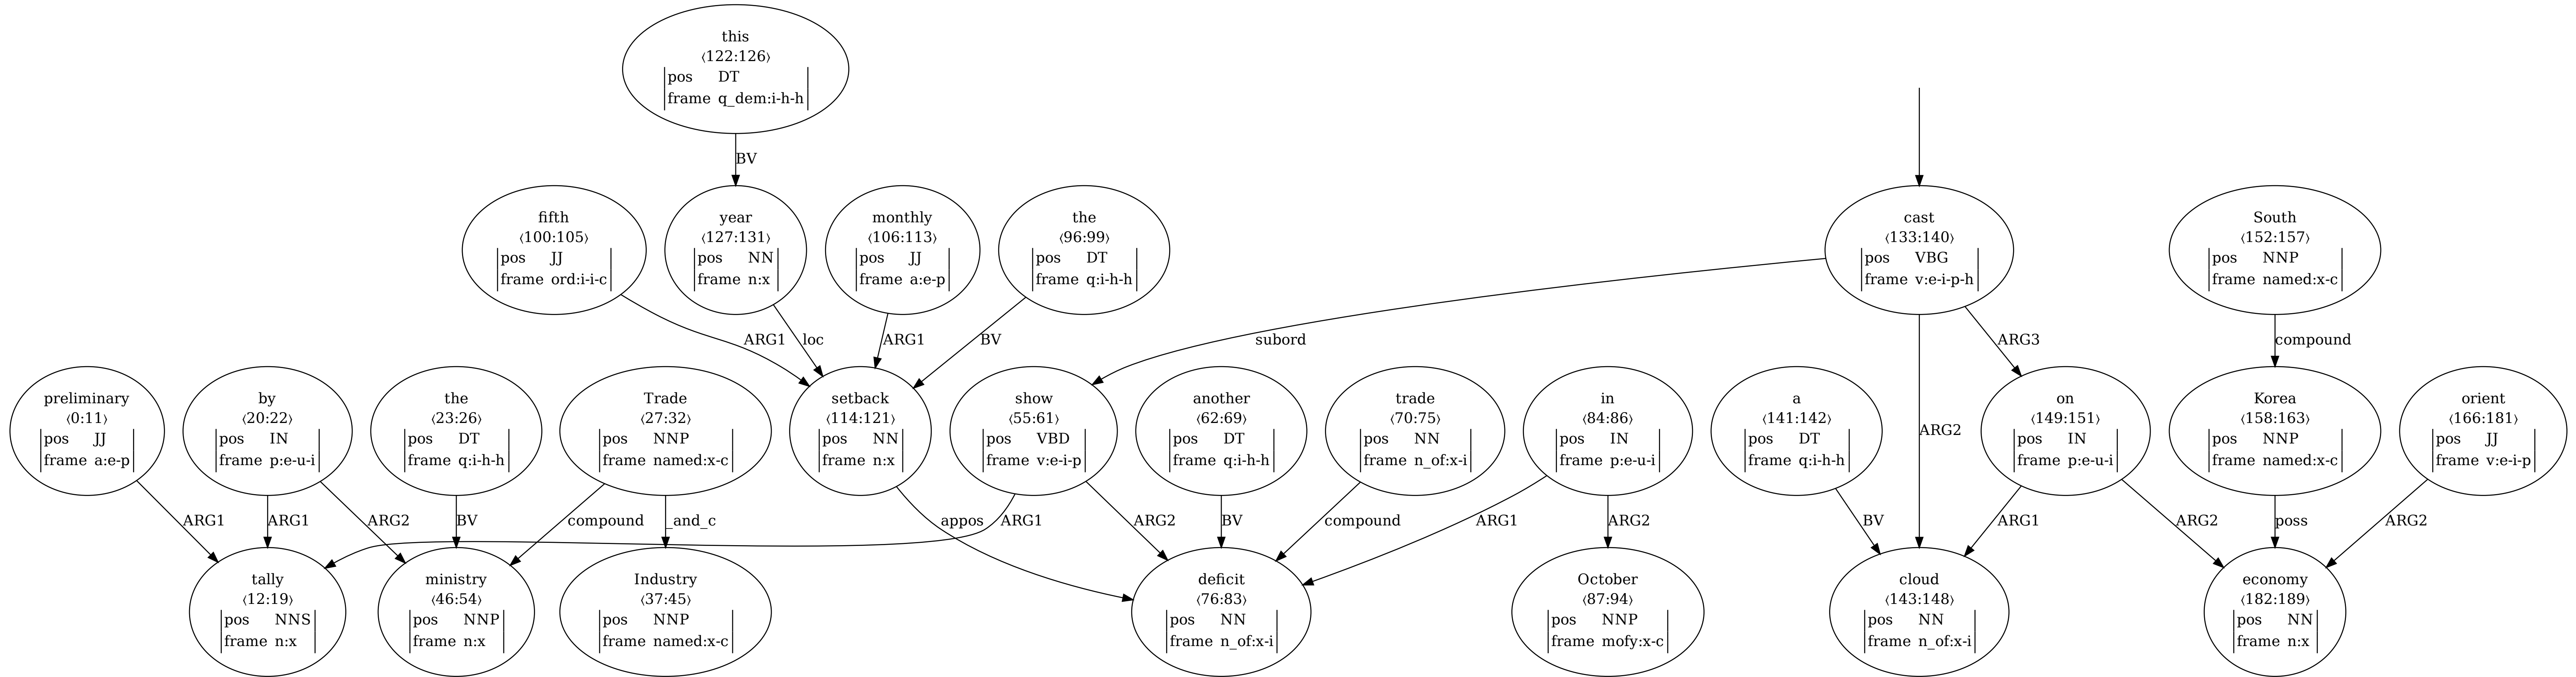 this
⟨122:126⟩
pos DT
frame q_dem:i-h-h
BV
fifth
⟨100:105⟩
pos JJ
frame ord:i-i-c
year
⟨127:131⟩
pos NN
frame n:x
monthly
⟨106:113⟩
pos JJ
frame a:e-p
the
⟨96:99⟩
pos DT
frame q:i-h-h
cast
⟨133:140⟩
pos VBG
frame v:e-i-p-h
South
⟨152:157⟩
pos NNP
frame named:x-c
ARG1
loc
ARG1
BV
subord
ARG3
compound
preliminary
⟨0:11⟩
pos JJ
frame a:e-p
by
⟨20:22⟩
pos IN
frame p:e-u-i
the
⟨23:26⟩
pos DT
frame q:i-h-h
Trade
⟨27:32⟩
pos NNP
frame named:x-c
setback
⟨114:121⟩
pos NN
frame n:x
show
⟨55:61⟩
pos VBD
frame v:e-i-p
another
⟨62:69⟩
pos DT
frame q:i-h-h
trade
⟨70:75⟩
pos NN
frame n_of:x-i
in
⟨84:86⟩
pos IN
frame p:e-u-i
a
⟨141:142⟩
pos DT
frame q:i-h-h
ARG2
on
⟨149:151⟩
pos IN
frame p:e-u-i
Korea
⟨158:163⟩
pos NNP
frame named:x-c
orient
⟨166:181⟩
pos JJ
frame v:e-i-p
ARG1
ARG1
ARG2
BV
compound
_and_c
appos
ARG1
ARG2
BV
compound
ARG1
ARG2
BV
ARG1
ARG2
poss
ARG2
tally
⟨12:19⟩
pos NNS
frame n:x
ministry
⟨46:54⟩
pos NNP
frame n:x
Industry
⟨37:45⟩
pos NNP
frame named:x-c
deficit
⟨76:83⟩
pos NN
frame n_of:x-i
October
⟨87:94⟩
pos NNP
frame mofy:x-c
cloud
⟨143:148⟩
pos NN
frame n_of:x-i
economy
⟨182:189⟩
pos NN
frame n:x